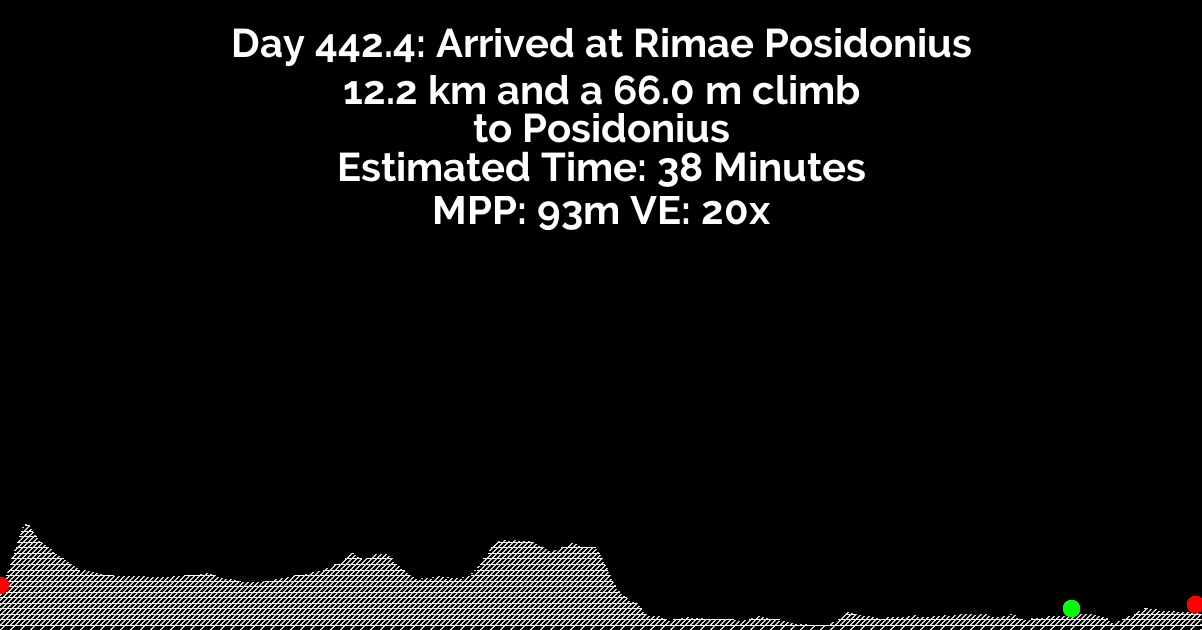 Day 442.4: Arrived at Rimae Posidonius
12.2 km and a 66.0 m climb
to Posidonius
Estimated Time: 38 Minutes
MPP: 93m VE: 20x